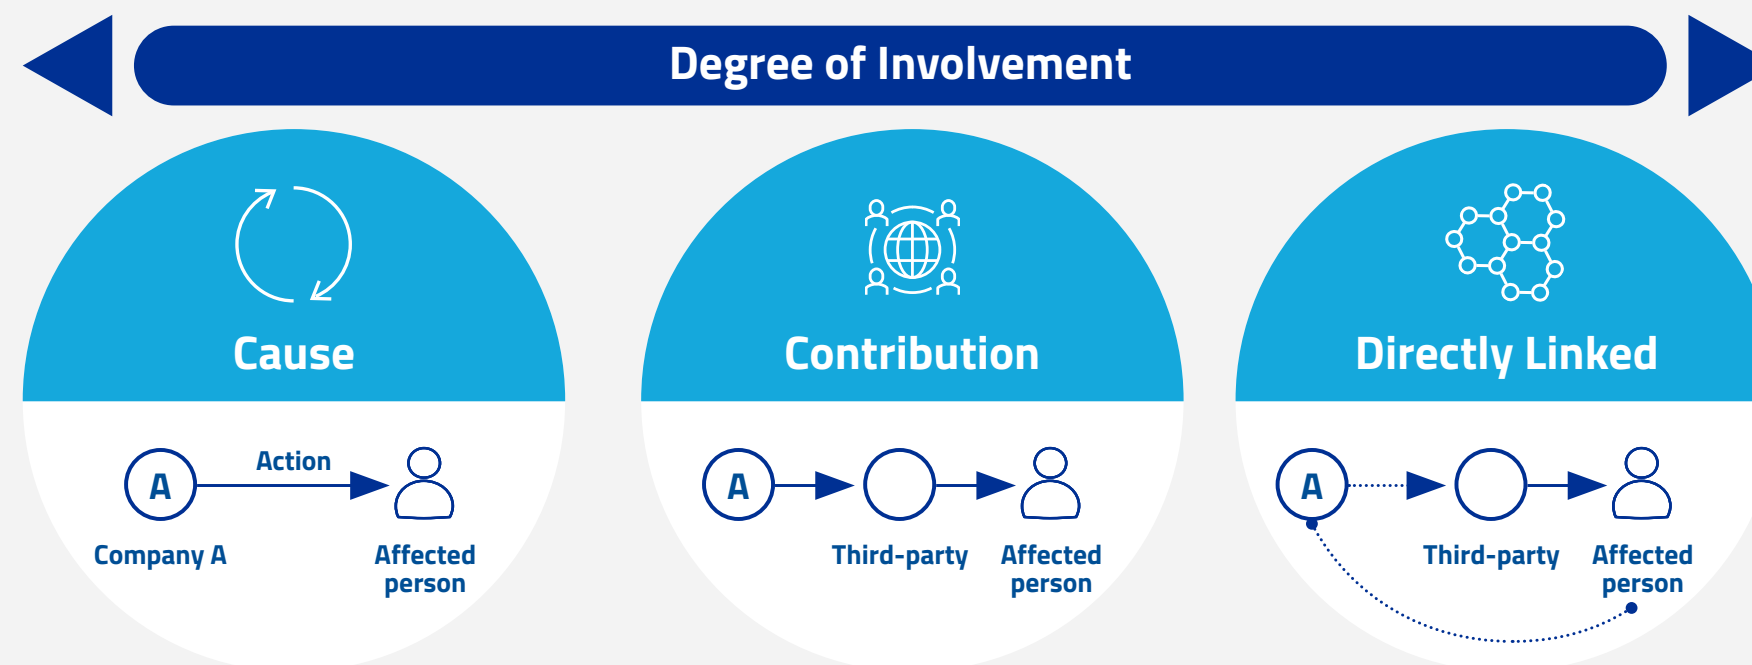 Degree of Involvement
Cause
Contribution
Directly Linked
A
Action
Company A
Affected
person
A
Third-party
Affected
person
A
Third-party
Affected
person